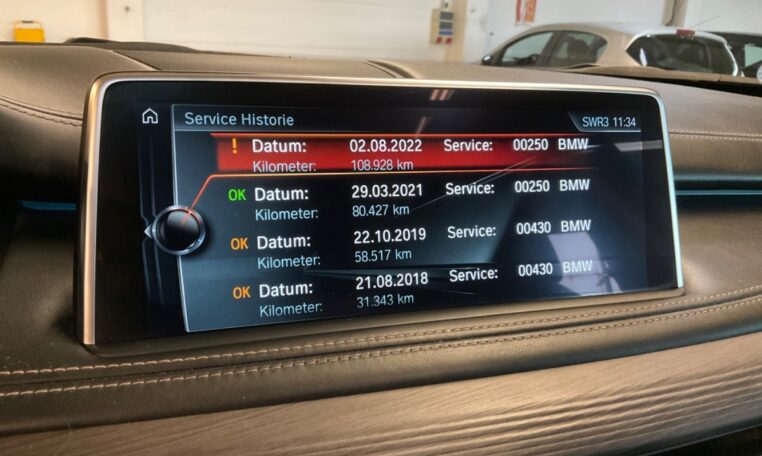 Service Historie
SWR3 11:34
! Datum: 02.08.2022 Service: 00250 BMW
Kilometer: 108.928 km
OK Datum: 29.03.2021 Service: 00250 BMW
Kilometer: 80.427 km
OK Datum: 22.10.2019 Service: 00430 BMW
Kilometer: 58.517 km
OK Datum: 21.08.2018 Service: 00430 BMW
Kilometer: 31.343 km